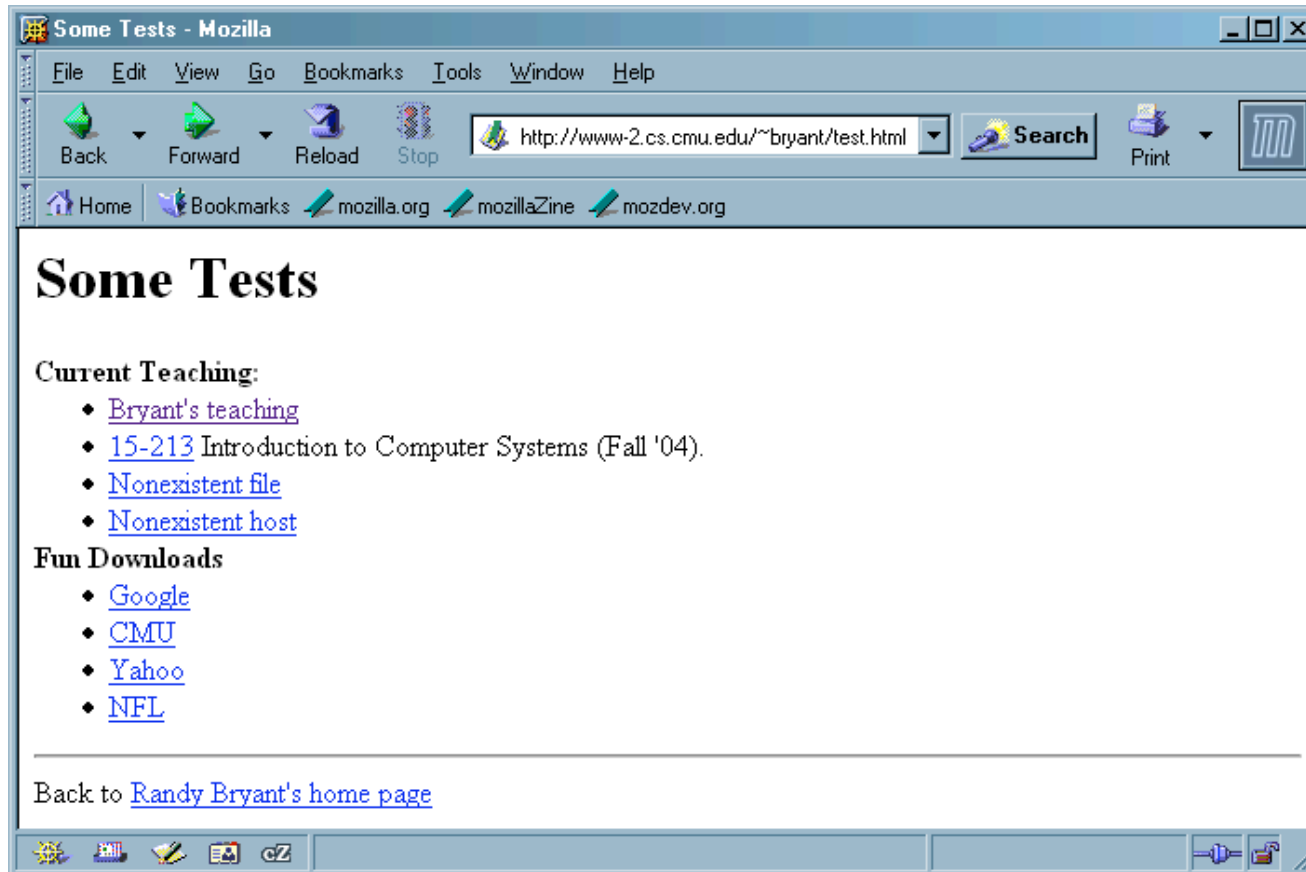 Some Tests - Mozilla
File Edit View Go Bookmarks Tools Window Help
Back Forward Reload Stop http://www-2.cs.cmu.edu/~bryant/test.html Search Print
Home Bookmarks mozilla.org mozillaZine mozdev.org
Some Tests
Current Teaching:
Bryant's teaching
15-213 Introduction to Computer Systems (Fall '04).
Nonexistent file
Nonexistent host
Fun Downloads
Google
CMU
Yahoo
NFL
Back to Randy Bryant's home page
cZ